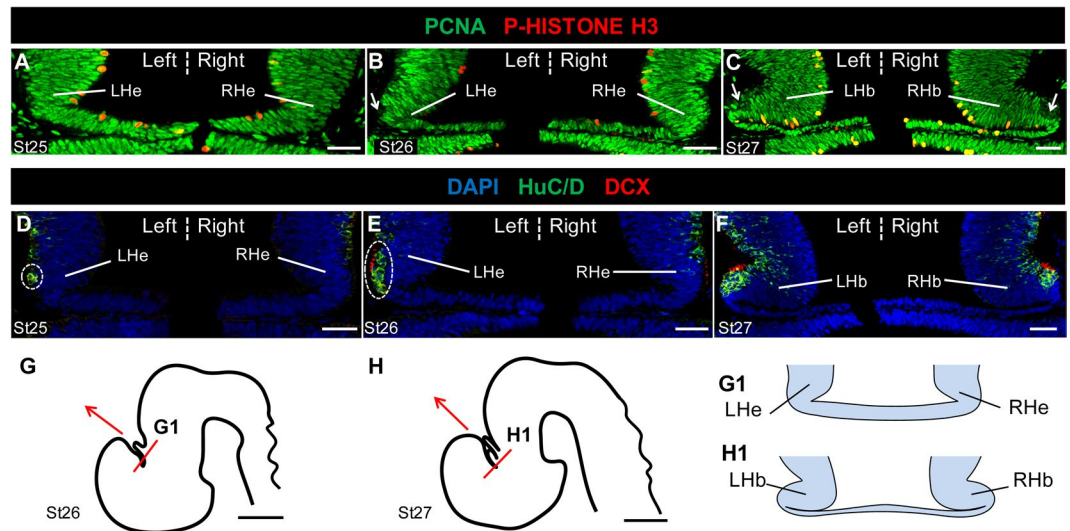 PCNA P-HISTONE H3
A Left Right B Left Right C Left Right
LHe RHe LHe RHe LHb RHb
St25 St26 St27
DAPI HuC/D DCX
D Left Right E Left Right F Left Right
LHe RHe LHe RHe LHb RHb
St25 St26 St27
G H
G1 H1
St26 St27
G1
LHe RHe
H1
LHb RHb